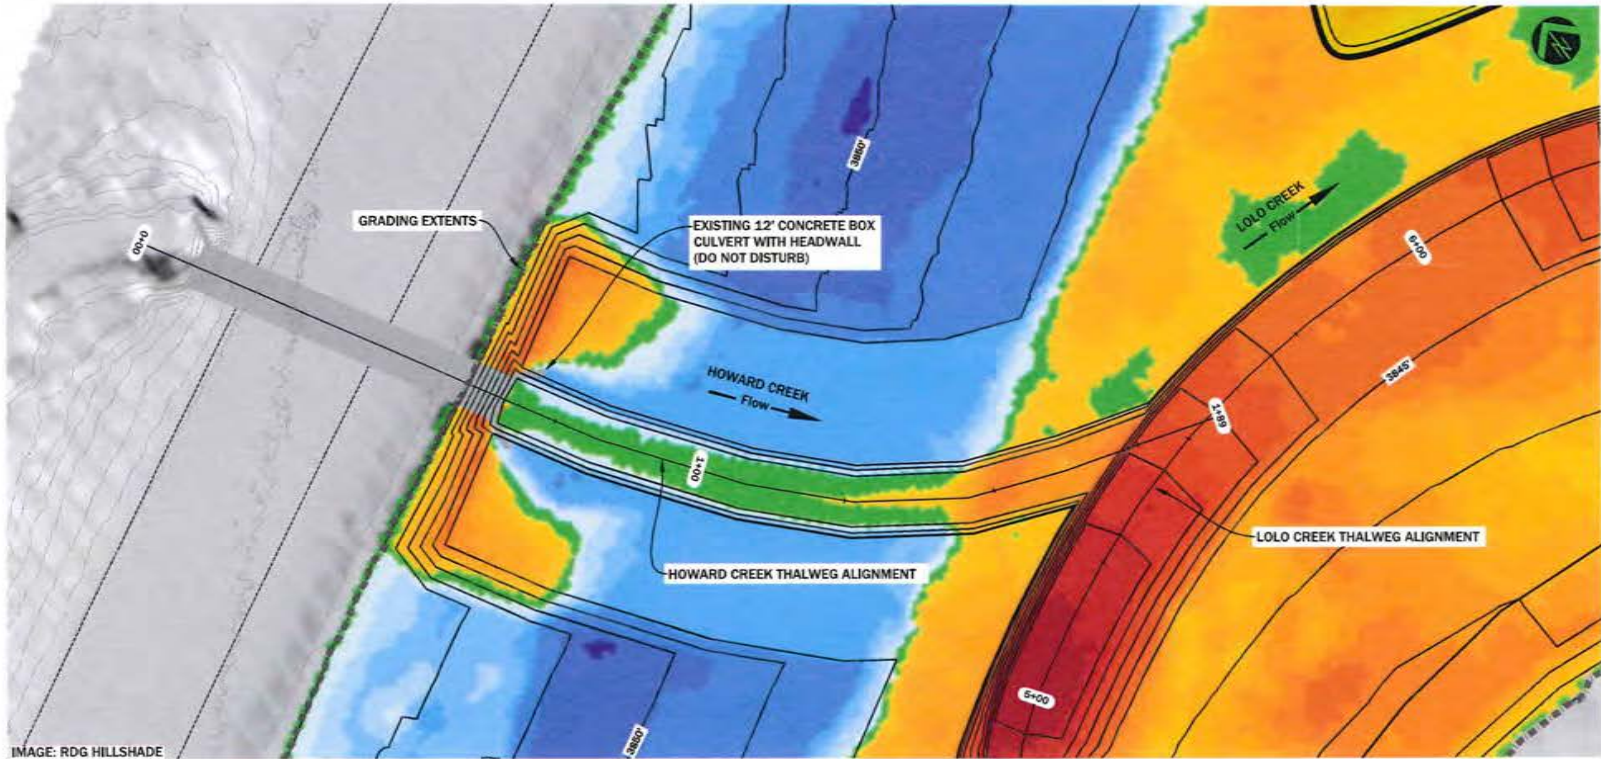 3860'
LOLO CREEK
Flow
GRADING EXTENTS
EXISTING 12' CONCRETE BOX
CULVERT WITH HEADWALL
(DO NOT DISTURB)
0+00
6+00
HOWARD CREEK
Flow
3845'
1+89
1+00
LOLO CREEK THALWEG ALIGNMENT
HOWARD CREEK THALWEG ALIGNMENT
5+00
3860'
IMAGE: RDG HILLSHADE